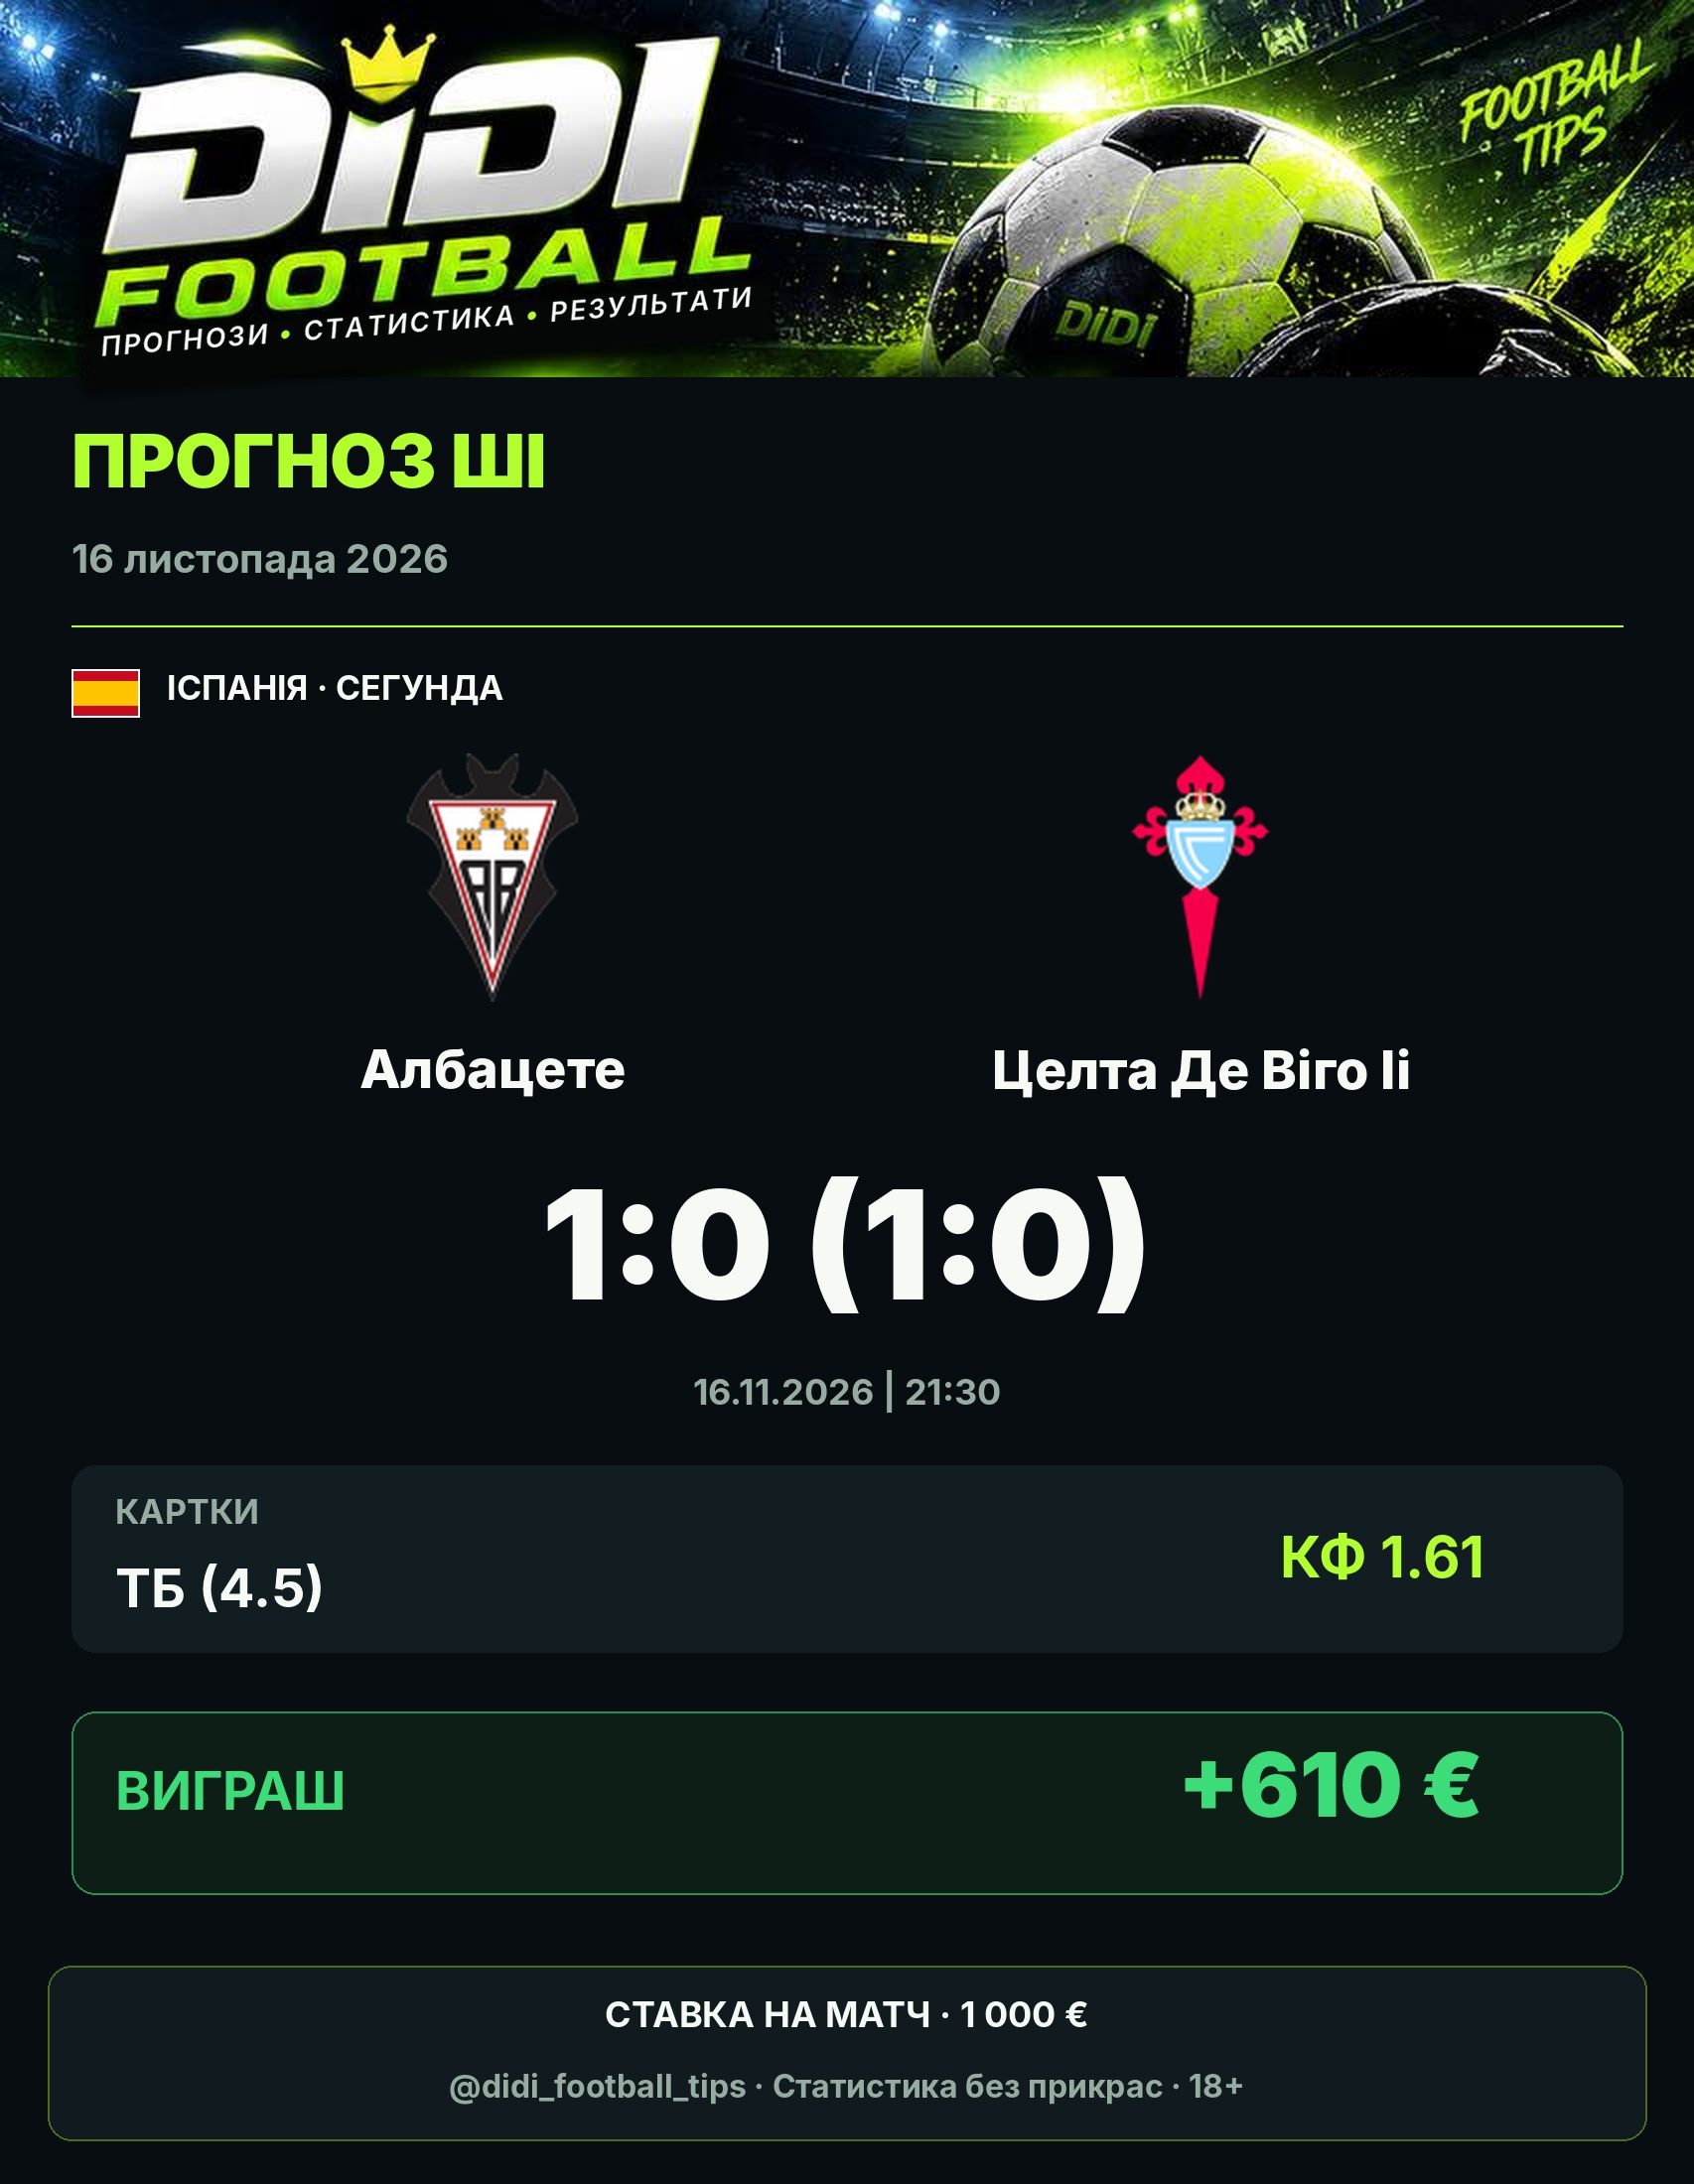 DIDI
FOOTBALL
ПРОГНОЗИ • СТАТИСТИКА • РЕЗУЛЬТАТИ
FOOTBALL
TIPS
DIDI
ПРОГНОЗ ШІ
16 листопада 2026
ІСПАНІЯ · СЕГУНДА
Албацете
Целта Де Віго Ii
1:0 (1:0)
16.11.2026 | 21:30
КАРТКИ
ТБ (4.5)
КФ 1.61
ВИГРАШ
+610 €
СТАВКА НА МАТЧ · 1 000 €
@didi_football_tips · Статистика без прикрас · 18+